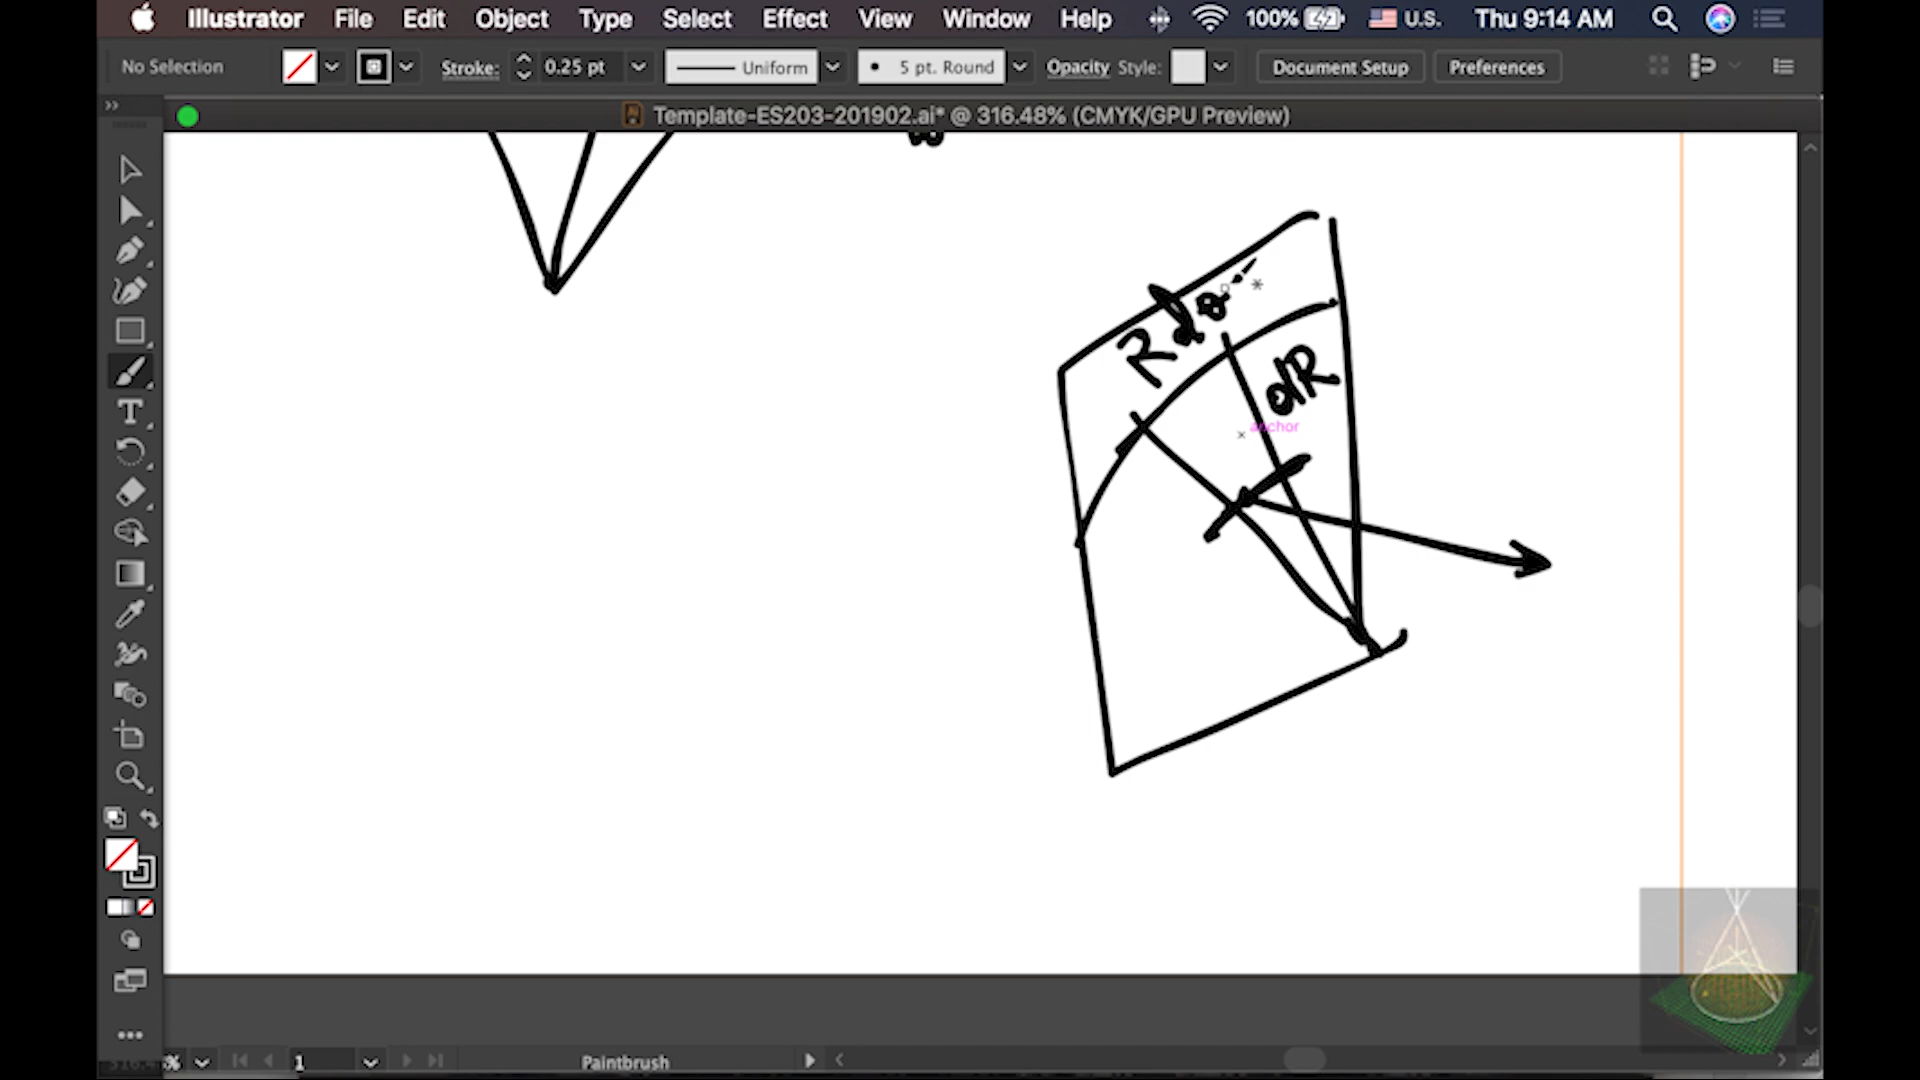 Illustrator File Edit Object Type Select Effect View Window Help 100% U.S. Thu 9:14 AM
No Selection Stroke: 0.25 pt Uniform 5 pt. Round Opacity Style: Document Setup Preferences
Template-ES203-201902.ai* @ 316.48% (CMYK/GPU Preview)
dR
anchor
1 Paintbrush